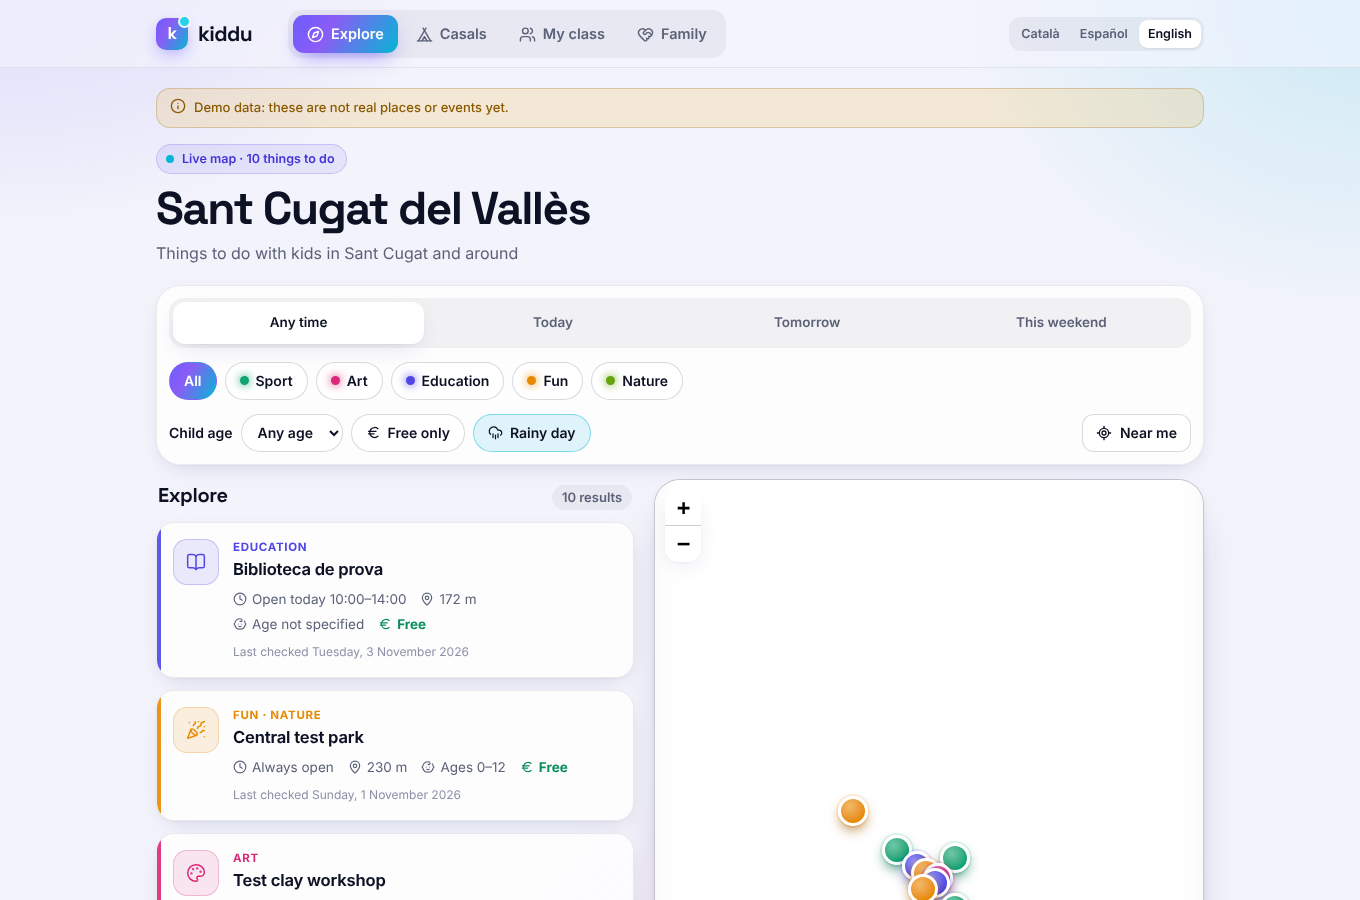 k kiddu Explore Casals My class Family Català Español English
Demo data: these are not real places or events yet.
Live map · 10 things to do
Sant Cugat del Vallès
Things to do with kids in Sant Cugat and around
Any time Today Tomorrow This weekend
All Sport Art Education Fun Nature
Child age Any age € Free only Rainy day Near me
Explore 10 results
+
−
EDUCATION
Biblioteca de prova
Open today 10:00–14:00 172 m
Age not specified € Free
Last checked Tuesday, 3 November 2026
FUN · NATURE
Central test park
Always open 230 m Ages 0–12 € Free
Last checked Sunday, 1 November 2026
ART
Test clay workshop